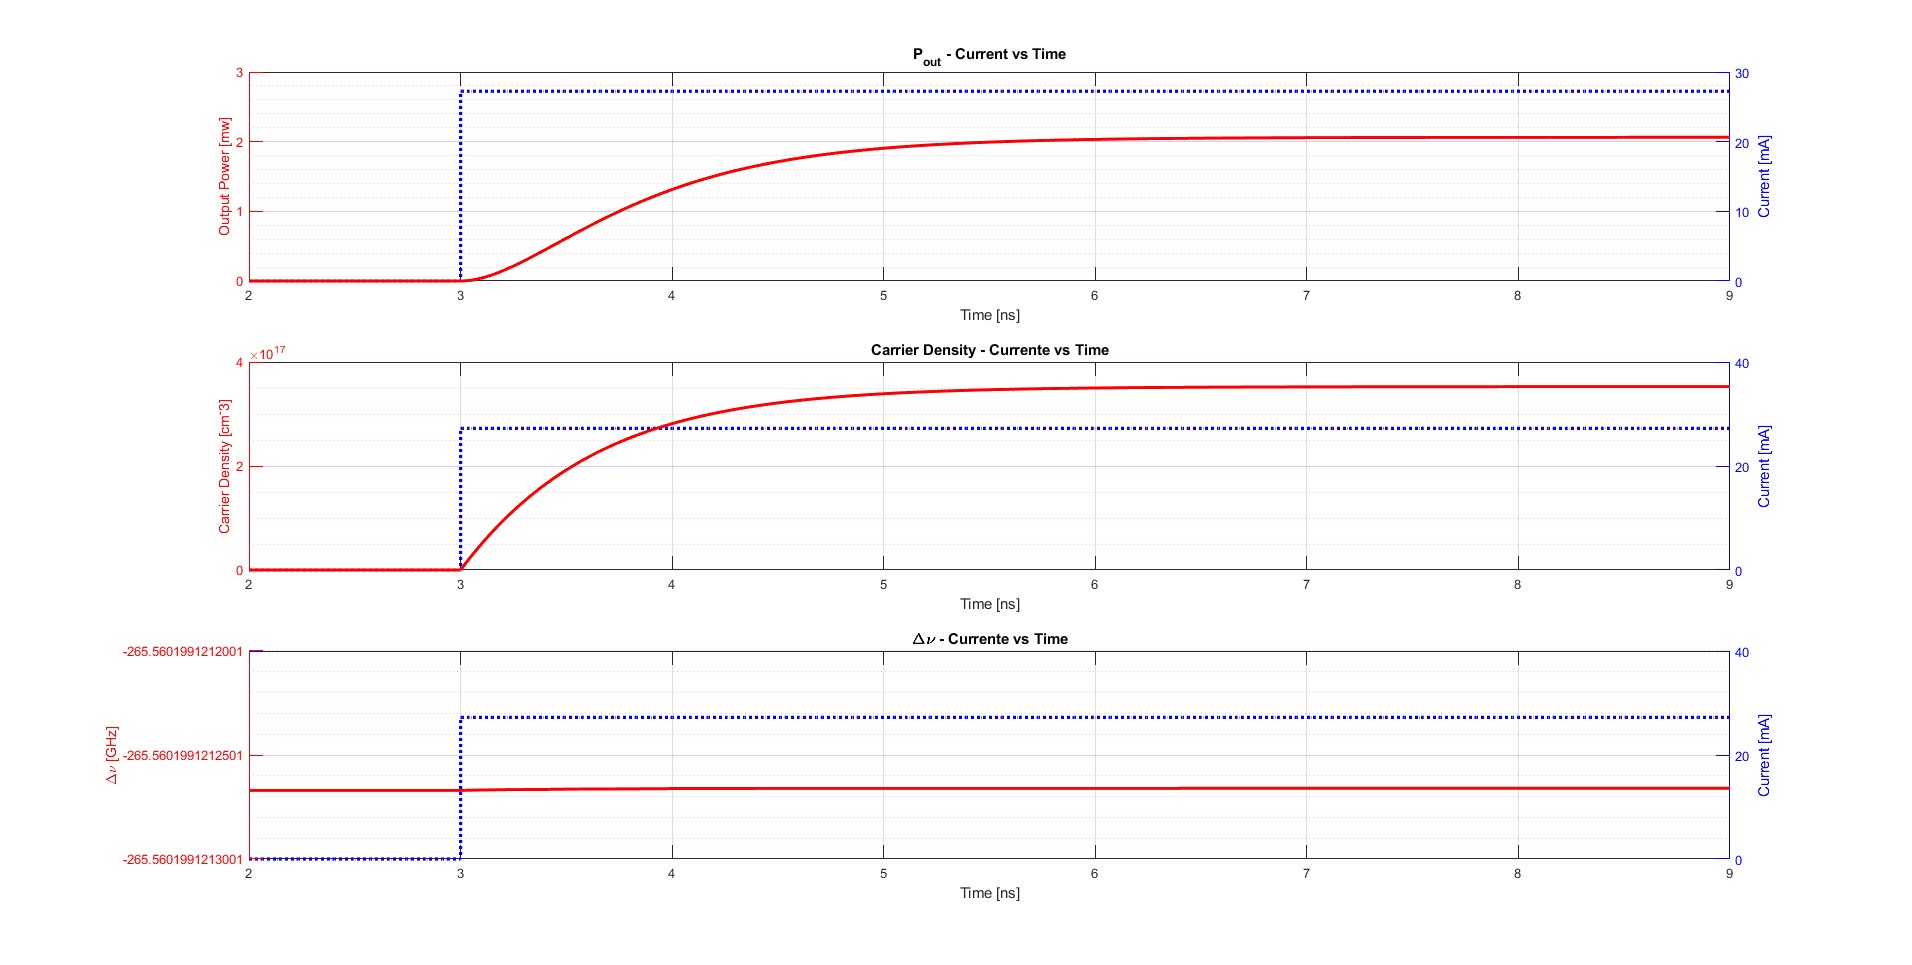 P_out - Current vs Time
3
2
1
0
Output Power [mw]
30
20
10
0
Current [mA]
2 3 4 5 6 7 8 9
Time [ns]
×10^17
Carrier Density - Currente vs Time
4
2
0
Carrier Density [cm^-3]
40
20
0
Current [mA]
2 3 4 5 6 7 8 9
Time [ns]
Δν - Currente vs Time
-265.5601991212001
-265.5601991212501
-265.5601991213001
Δν [GHz]
40
20
0
Current [mA]
2 3 4 5 6 7 8 9
Time [ns]